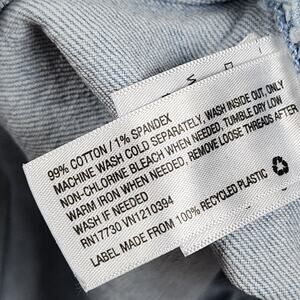 99% COTTON / 1% SPANDEX
MACHINE WASH COLD SEPARATELY, WASH INSIDE OUT, ONLY
NON-CHLORINE BLEACH WHEN NEEDED, TUMBLE DRY LOW
WARM IRON WHEN NEEDED, REMOVE LOOSE THREADS AFTER
WASH IF NEEDED
RN17730 VN1210394
LABEL MADE FROM 100% RECYCLED PLASTIC